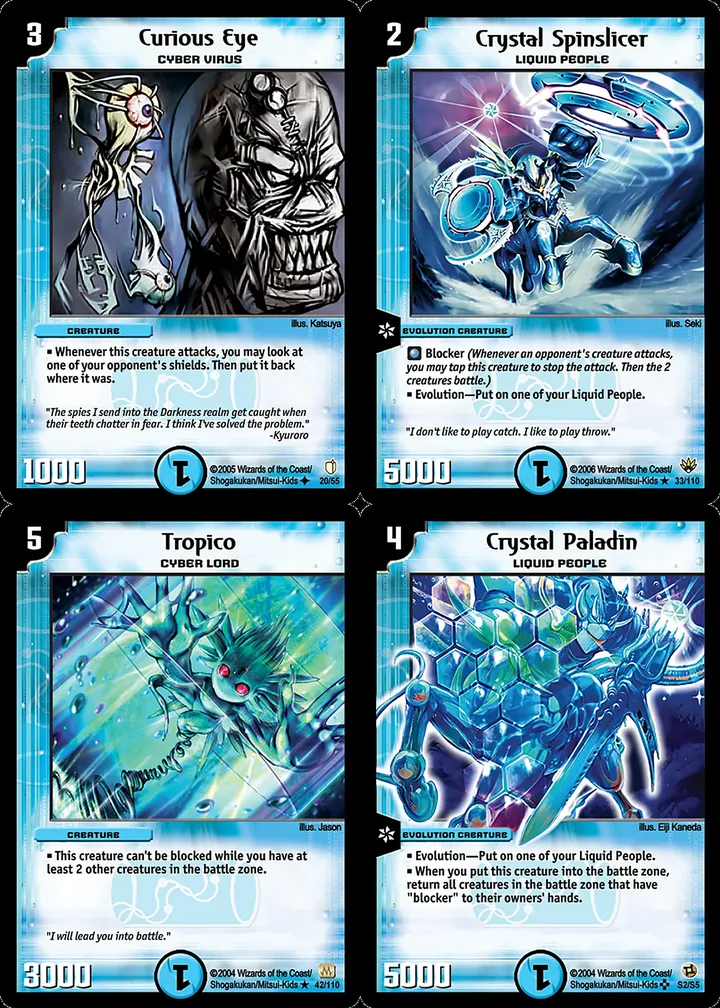 3
Curious Eye
CYBER VIRUS
illus. Katsuya
CREATURE
▪ Whenever this creature attacks, you may look at
one of your opponent's shields. Then put it back
where it was.
"The spies I send into the Darkness realm get caught when
their teeth chatter in fear. I think I've solved the problem."
-Kyuroro
1000
©2005 Wizards of the Coast/
Shogakukan/Mitsui-Kids ✦ 20/55
2
Crystal Spinslicer
LIQUID PEOPLE
illus. Seki
EVOLUTION CREATURE
Blocker (Whenever an opponent's creature attacks,
you may tap this creature to stop the attack. Then the 2
creatures battle.)
▪ Evolution—Put on one of your Liquid People.
"I don't like to play catch. I like to play throw."
5000
©2006 Wizards of the Coast/
Shogakukan/Mitsui-Kids ★ 33/110
5
Tropico
CYBER LORD
illus. Jason
CREATURE
▪ This creature can't be blocked while you have at
least 2 other creatures in the battle zone.
"I will lead you into battle."
3000
©2004 Wizards of the Coast/
Shogakukan/Mitsui-Kids ★ 42/110
4
Crystal Paladin
LIQUID PEOPLE
illus. Eiji Kaneda
EVOLUTION CREATURE
▪ Evolution—Put on one of your Liquid People.
▪ When you put this creature into the battle zone,
return all creatures in the battle zone that have
"blocker" to their owners' hands.
5000
©2004 Wizards of the Coast/
Shogakukan/Mitsui-Kids S2/S5